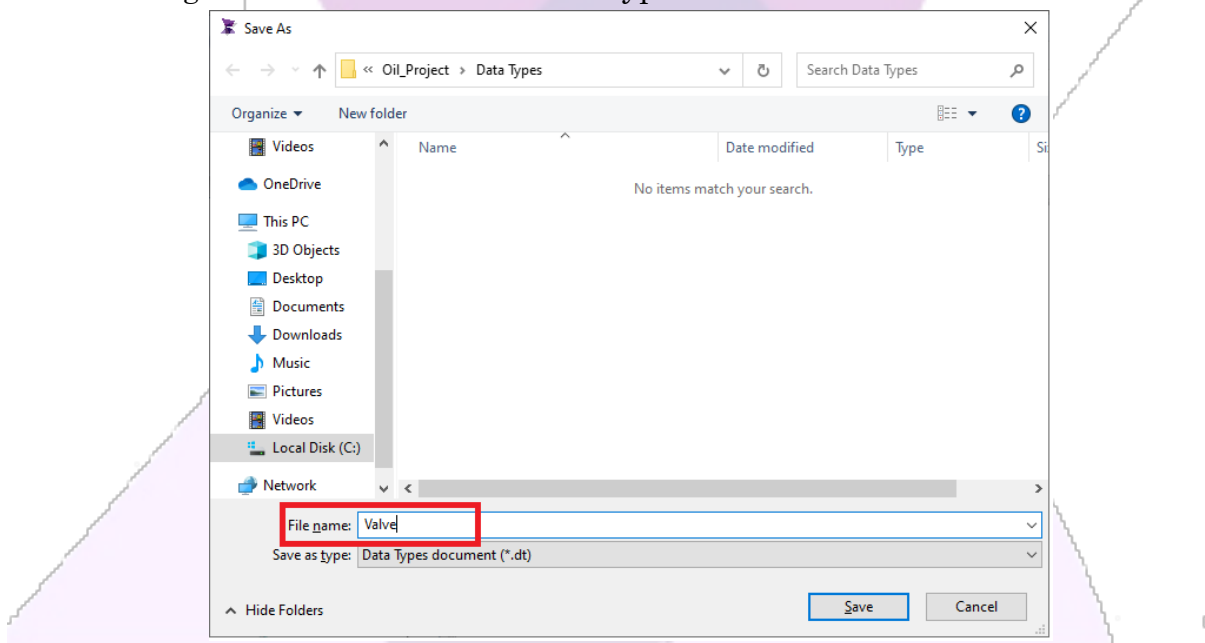 Save As
« Oil_Project › Data Types
Search Data Types
Organize
New folder
Name
Date modified
Type
Videos
OneDrive
No items match your search.
This PC
3D Objects
Desktop
Documents
Downloads
Music
Pictures
Videos
Local Disk (C:)
Network
File name: Valve
Save as type: Data Types document (*.dt)
Hide Folders
Save
Cancel